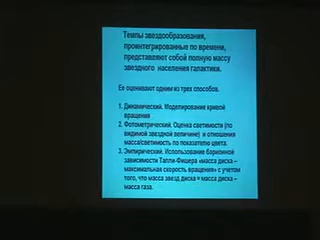 Темпы звездообразования,
проинтегрированные по времени,
представляют собой полную массу
звездного населения галактики.
Ее оценивают одним из трех способов.
1. Динамический. Моделирование кривой
вращения
2. Фотометрический. Оценка светимости (по
видимой звездной величине) и отношения
масса/светимость по показателю цвета.
3. Эмпирический. Использование барионной
зависимости Талли-Фишера «масса диска –
максимальная скорость вращения» с учетом
того, что масса звезд диска = масса диска –
масса газа.